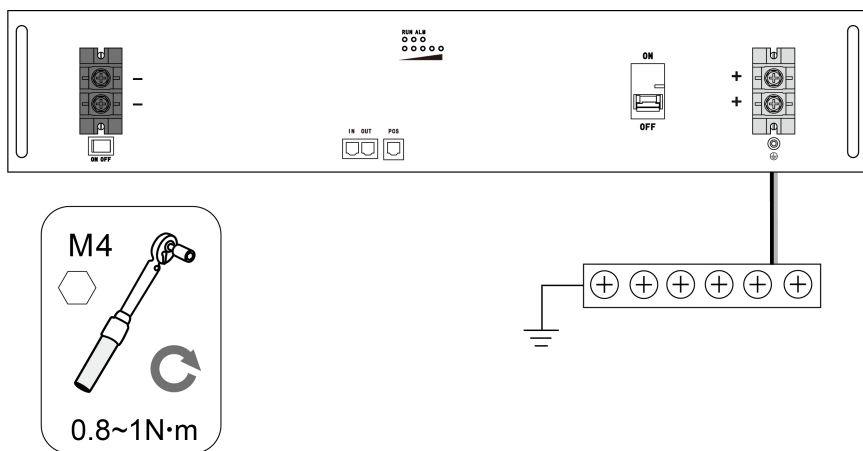 RUN ALM
ON
−
+
−
+
OFF
IN OUT PCS
ON OFF
M4
0.8~1N·m